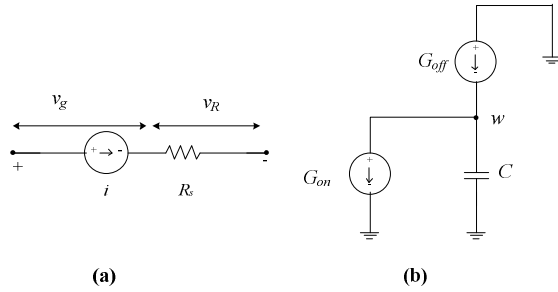 v_g
v_R
+
-
+ → -
i
R_s
(a)
+
↓
-
G_off
w
+
↓
-
G_on
C
(b)